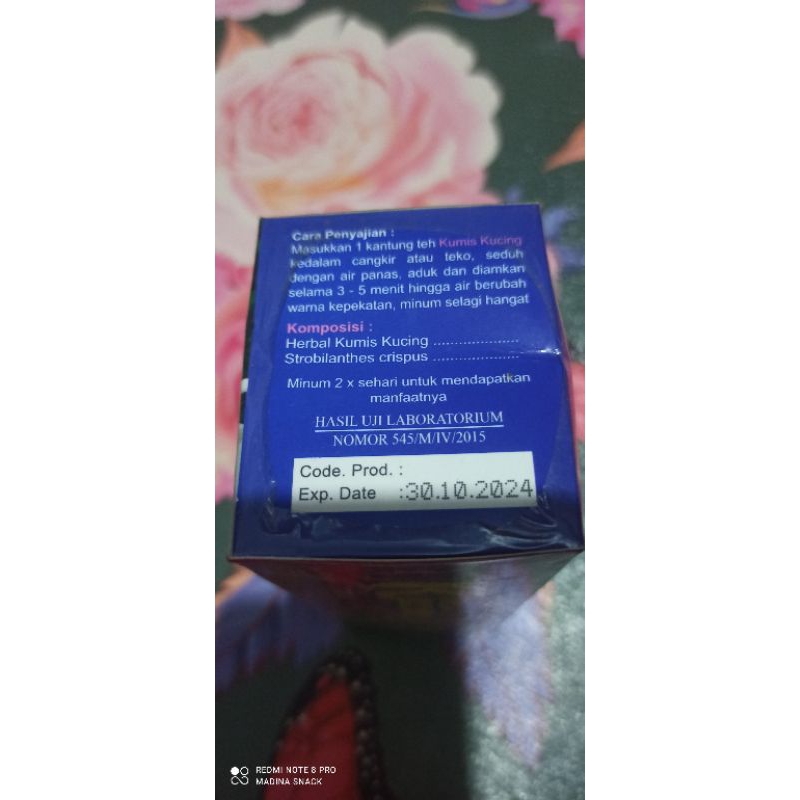 Cara Penyajian :
Masukkan 1 kantung teh Kumis Kucing
kedalam cangkir atau teko, seduh
dengan air panas, aduk dan diamkan
selama 3 - 5 menit hingga air berubah
warna kepekatan, minum selagi hangat
Komposisi :
Herbal Kumis Kucing .....................
Strobilanthes crispus .....................
Minum 2 x sehari untuk mendapatkan
manfaatnya
HASIL UJI LABORATORIUM
NOMOR 545/M/IV/2015
Code. Prod. :
Exp. Date :30.10.2024
REDMI NOTE 8 PRO
MADINA SNACK